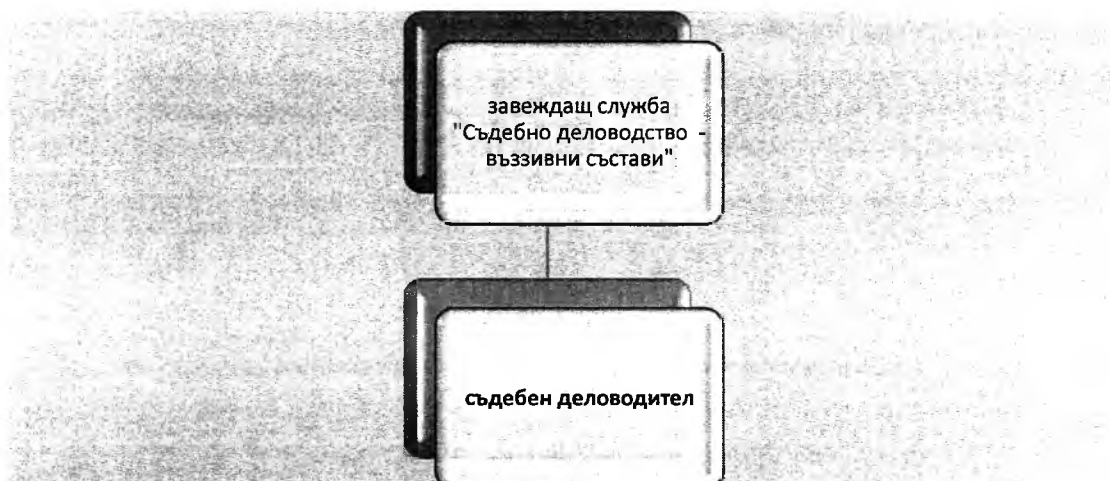 завеждащ служба
"Съдебно деловодство -
въззивни състави"
съдебен деловодител